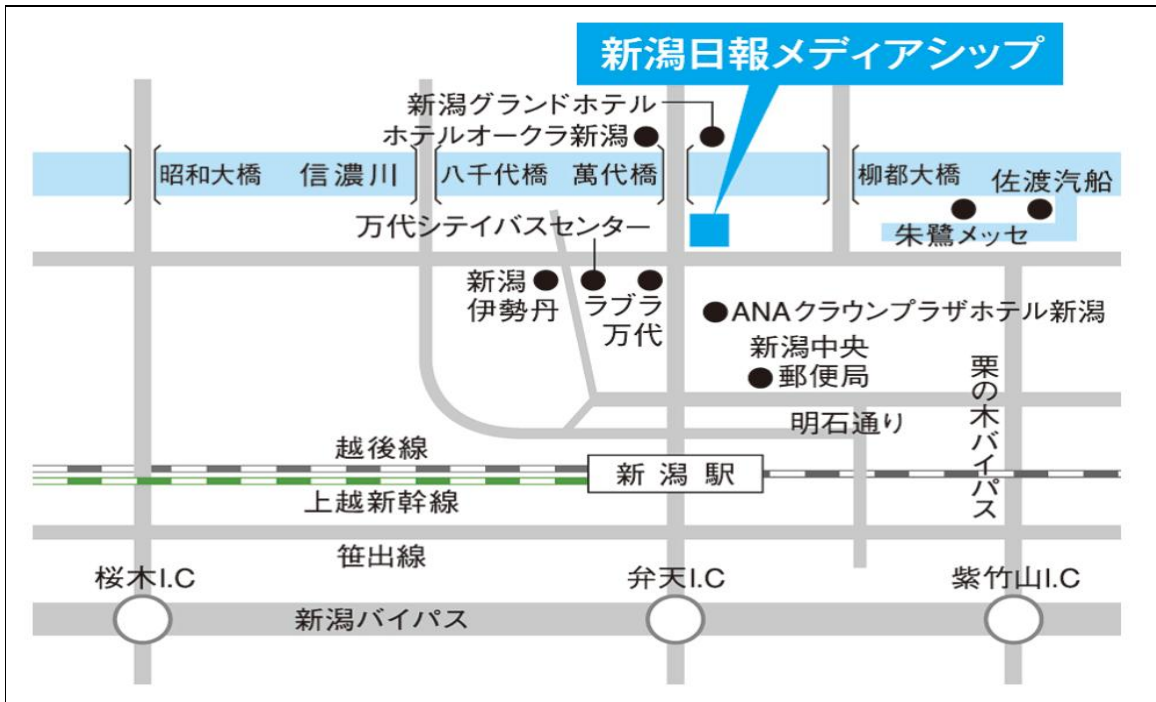 新潟日報メディアシップ
新潟グランドホテル
ホテルオークラ新潟
昭和大橋
信濃川
八千代橋
萬代橋
柳都大橋
佐渡汽船
朱鷺メッセ
万代シテイバスセンター
新潟
伊勢丹
ラブラ
万代
ANAクラウンプラザホテル新潟
新潟中央
郵便局
栗の木バイパス
明石通り
越後線
新潟駅
上越新幹線
笹出線
桜木I.C
弁天I.C
紫竹山I.C
新潟バイパス